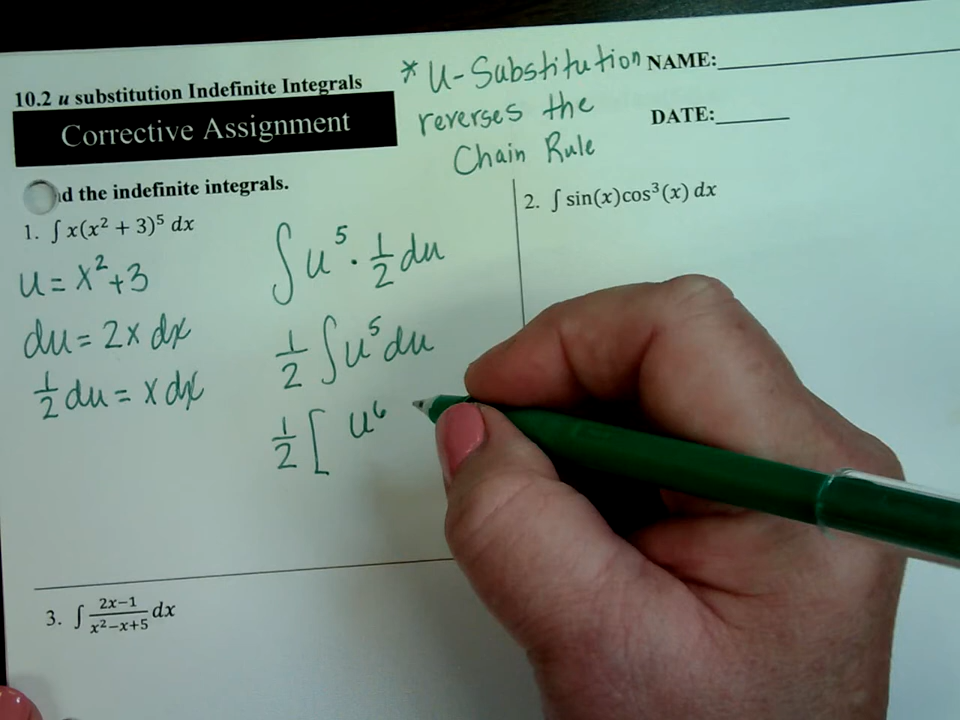 10.2 u substitution Indefinite Integrals
Corrective Assignment
* U-Substitution
reverses the
Chain Rule
NAME:
DATE:
the indefinite integrals.
1. ∫ x(x² + 3)⁵ dx
u = x² + 3
du = 2x dx
½ du = x dx
∫ u⁵ · ½ du
½ ∫ u⁵ du
½ [ u⁶
2. ∫ sin(x)cos³(x) dx
3. ∫ (2x−1)/(x²−x+5) dx